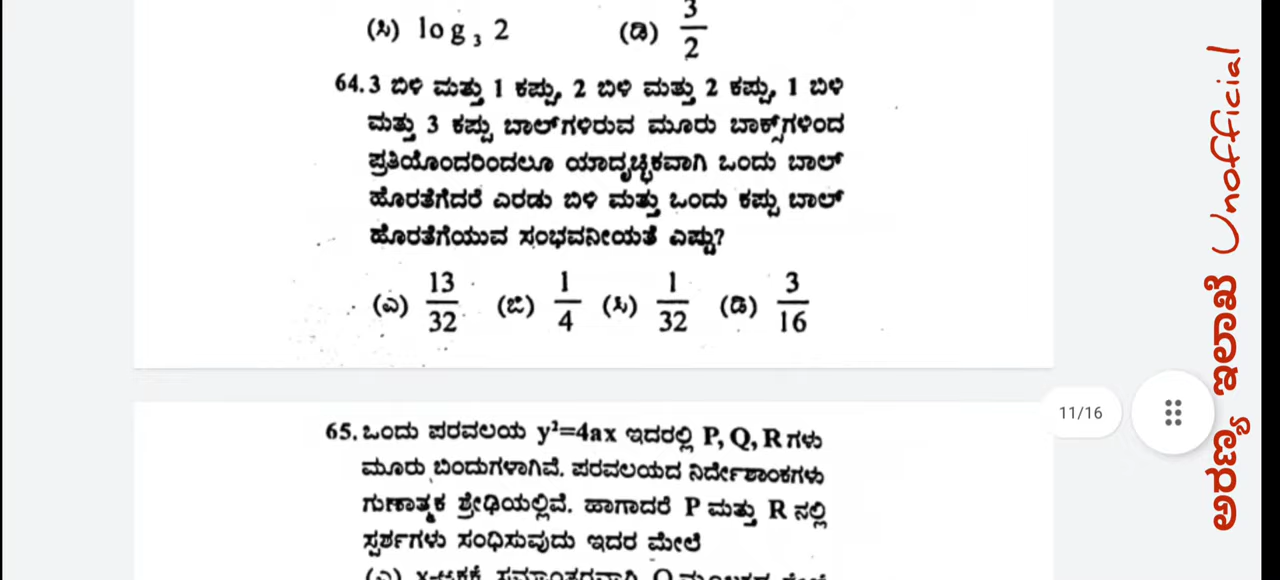 (ಸಿ) log₃ 2 (ಡಿ) 3/2
64. 3 ಬಿಳಿ ಮತ್ತು 1 ಕಪ್ಪು, 2 ಬಿಳಿ ಮತ್ತು 2 ಕಪ್ಪು, 1 ಬಿಳಿ
ಮತ್ತು 3 ಕಪ್ಪು ಬಾಲ್‌ಗಳಿರುವ ಮೂರು ಬಾಕ್ಸ್‌ಗಳಿಂದ
ಪ್ರತಿಯೊಂದರಿಂದಲೂ ಯಾದೃಚ್ಛಿಕವಾಗಿ ಒಂದು ಬಾಲ್
ಹೊರತೆಗೆದರೆ ಎರಡು ಬಿಳಿ ಮತ್ತು ಒಂದು ಕಪ್ಪು ಬಾಲ್
ಹೊರತೆಗೆಯುವ ಸಂಭವನೀಯತೆ ಎಷ್ಟು?
(ಎ) 13/32 (ಬಿ) 1/4 (ಸಿ) 1/32 (ಡಿ) 3/16
11/16
65. ಒಂದು ಪರವಲಯ y²=4ax ಇದರಲ್ಲಿ P, Q, R ಗಳು
ಮೂರು ಬಿಂದುಗಳಾಗಿವೆ. ಪರವಲಯದ ನಿರ್ದೇಶಾಂಕಗಳು
ಗುಣಾತ್ಮಕ ಶ್ರೇಢಿಯಲ್ಲಿವೆ. ಹಾಗಾದರೆ P ಮತ್ತು R ನಲ್ಲಿ
ಸ್ಪರ್ಶಗಳು ಸಂಧಿಸುವುದು ಇದರ ಮೇಲೆ
ಅರಣ್ಯ ಇಲಾಖೆ Unofficial